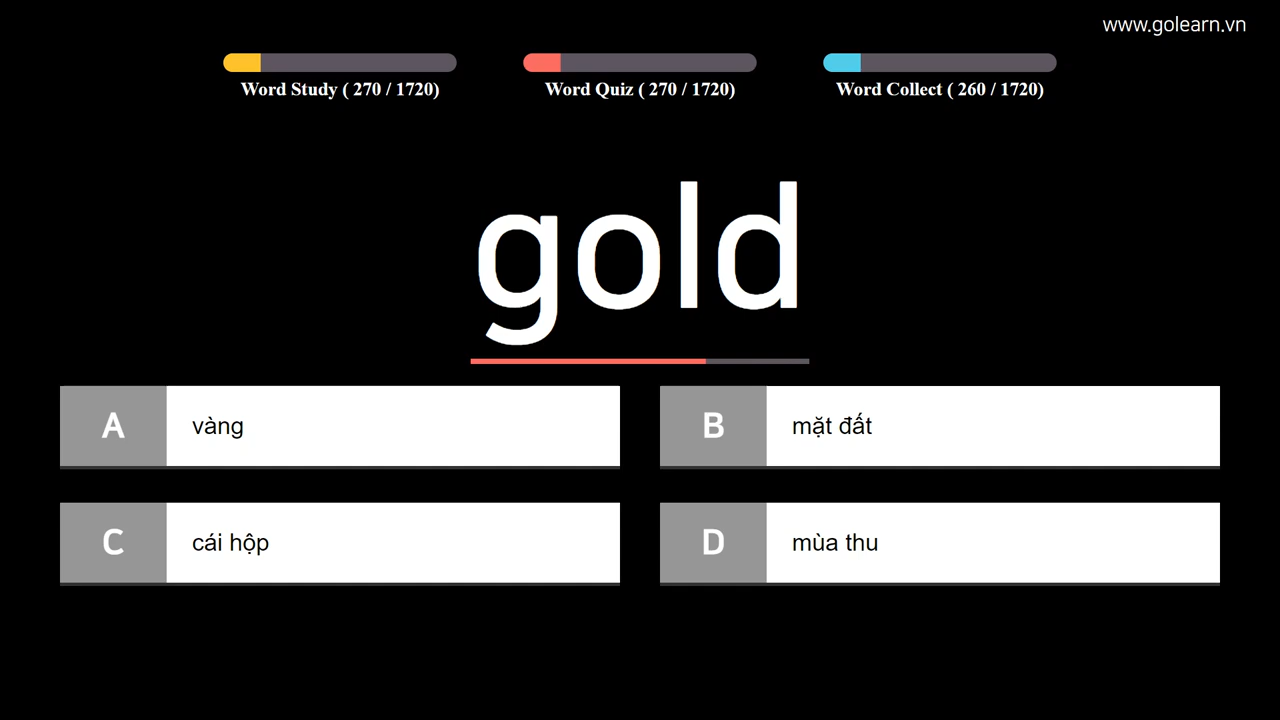 www.golearn.vn
Word Study ( 270 / 1720)
Word Quiz ( 270 / 1720)
Word Collect ( 260 / 1720)
gold
A vàng
B mặt đất
C cái hộp
D mùa thu